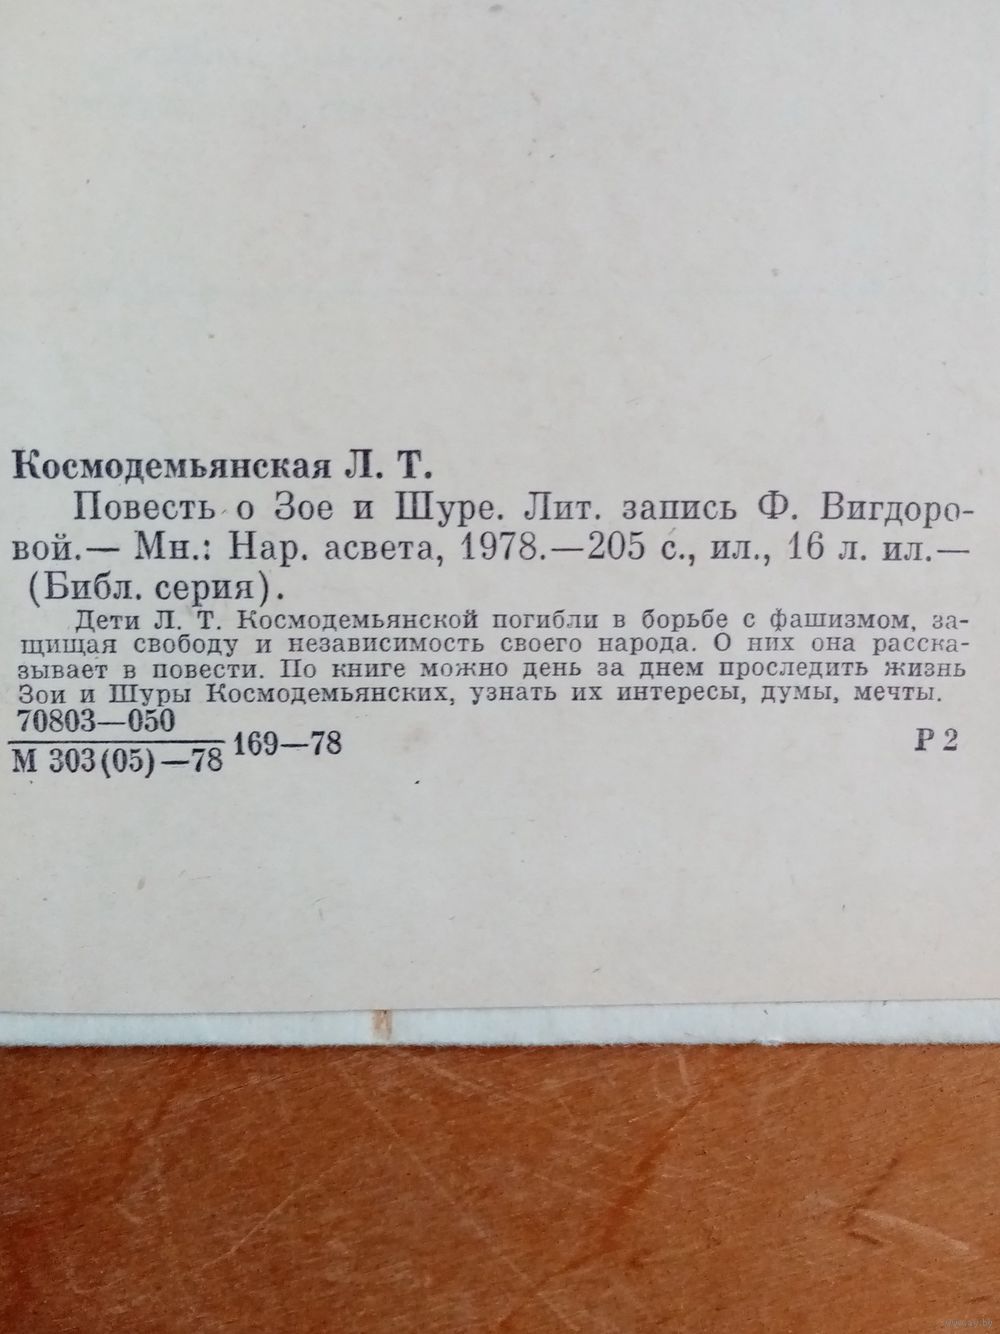 Космодемьянская Л. Т.
Повесть о Зое и Шуре. Лит. запись Ф. Вигдоро-
вой.— Мн.: Нар. асвета, 1978.—205 с., ил., 16 л. ил.—
(Библ. серия).
Дети Л. Т. Космодемьянской погибли в борьбе с фашизмом, за-
щищая свободу и независимость своего народа. О них она расска-
зывает в повести. По книге можно день за днем проследить жизнь
Зои и Шуры Космодемьянских, узнать их интересы, думы, мечты.
70803—050
М 303(05)—78 169—78 Р 2
www.ay.by